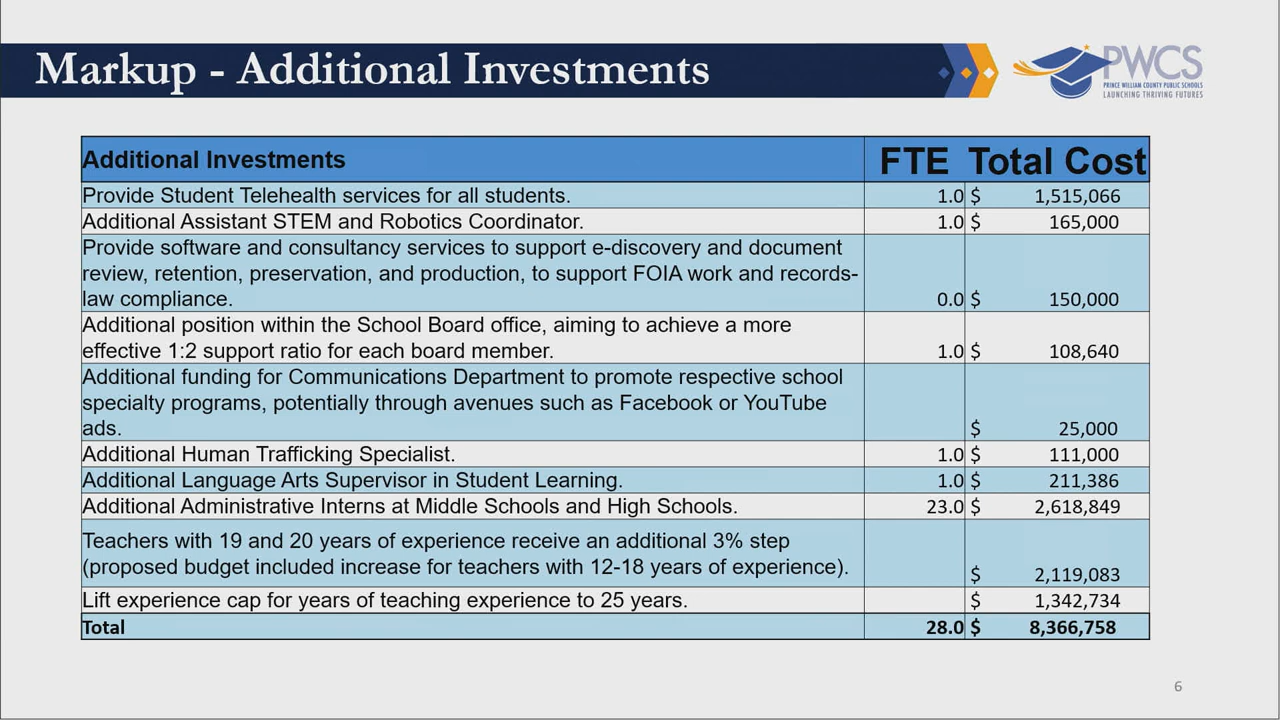 Markup - Additional Investments
PWCS
PRINCE WILLIAM COUNTY PUBLIC SCHOOLS
LAUNCHING THRIVING FUTURES
Additional Investments FTE Total Cost
Provide Student Telehealth services for all students. 1.0 $ 1,515,066
Additional Assistant STEM and Robotics Coordinator. 1.0 $ 165,000
Provide software and consultancy services to support e-discovery and document
review, retention, preservation, and production, to support FOIA work and records-
law compliance. 0.0 $ 150,000
Additional position within the School Board office, aiming to achieve a more
effective 1:2 support ratio for each board member. 1.0 $ 108,640
Additional funding for Communications Department to promote respective school
specialty programs, potentially through avenues such as Facebook or YouTube
ads. $ 25,000
Additional Human Trafficking Specialist. 1.0 $ 111,000
Additional Language Arts Supervisor in Student Learning. 1.0 $ 211,386
Additional Administrative Interns at Middle Schools and High Schools. 23.0 $ 2,618,849
Teachers with 19 and 20 years of experience receive an additional 3% step
(proposed budget included increase for teachers with 12-18 years of experience). $ 2,119,083
Lift experience cap for years of teaching experience to 25 years. $ 1,342,734
Total 28.0 $ 8,366,758
6